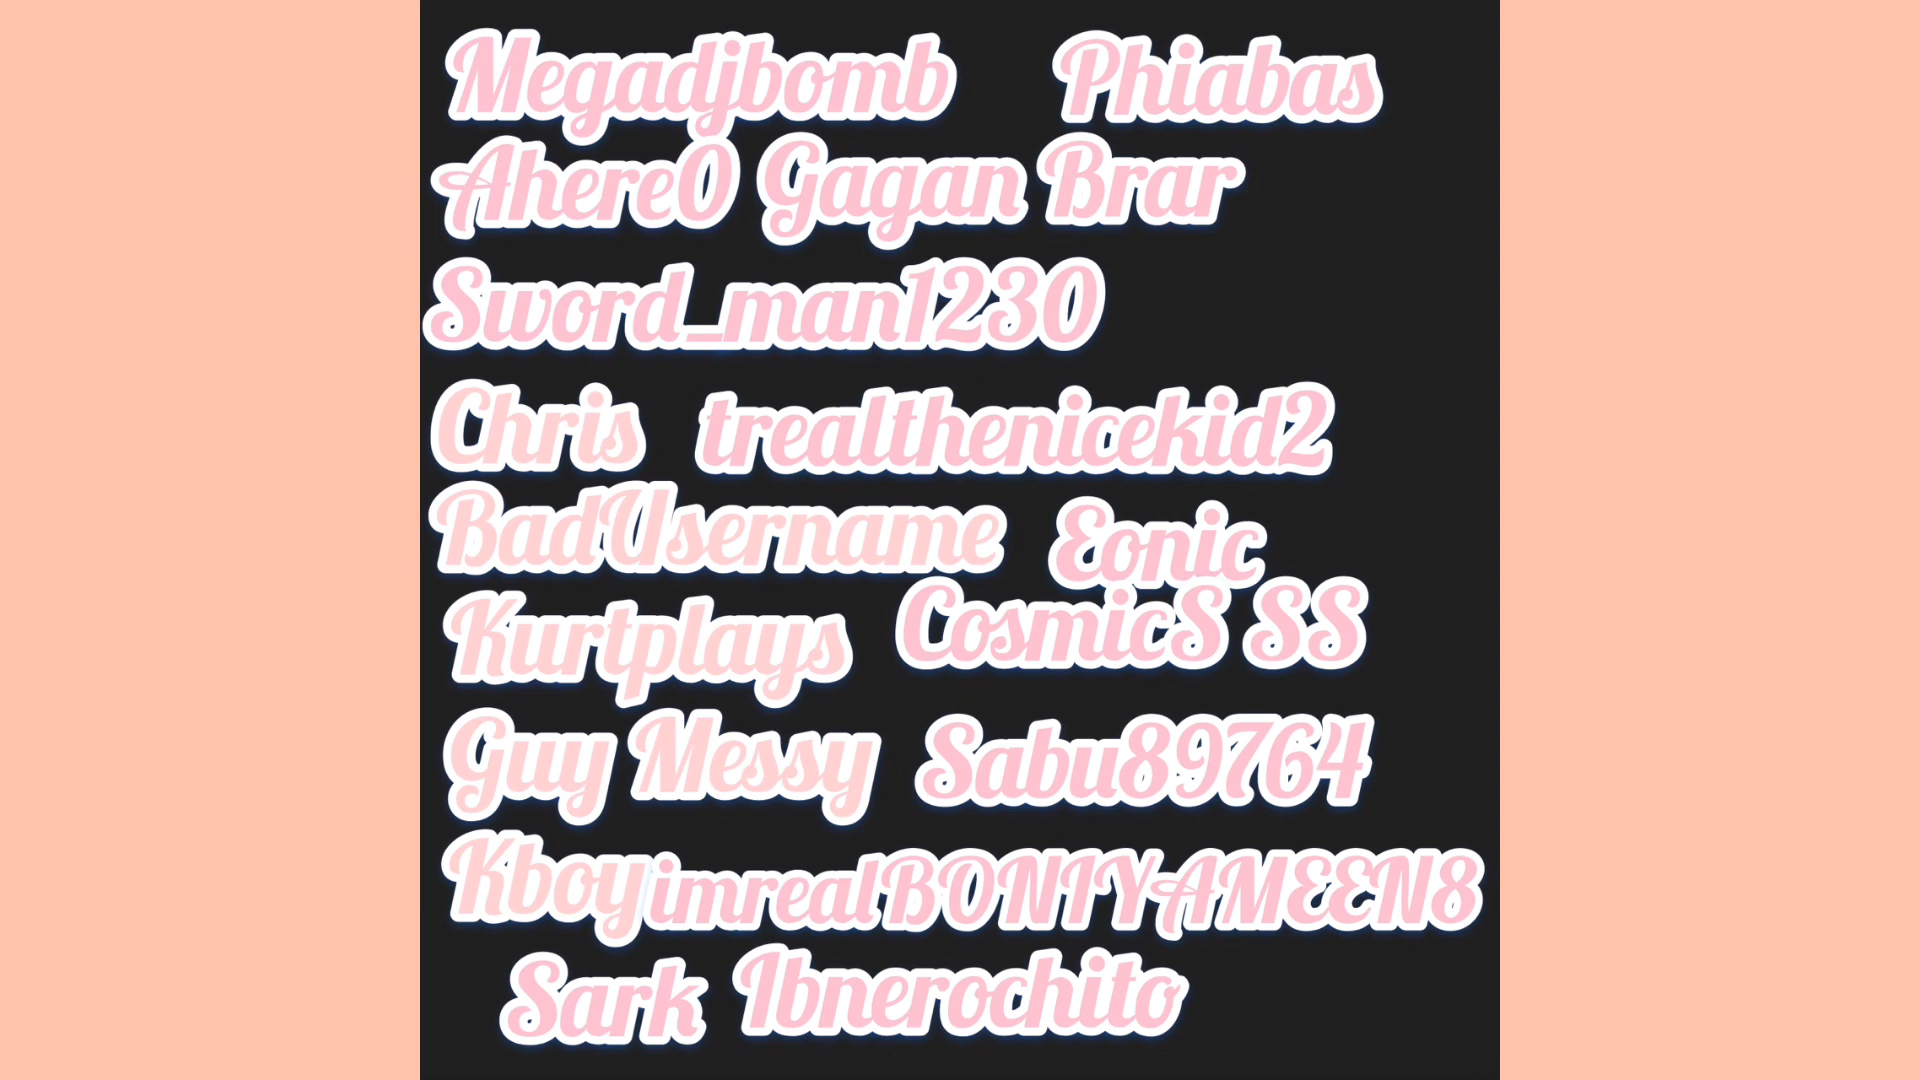 Megadjbomb Phiabas
Ahere0 Gagan Brar
Sword_man1230
Chris trealthenicekid2
BadUsername Eonic
Kurtplays CosmicS SS
Guy Messy Sabu89764
Kboy imrealBONIYAMEEN8
Sark Ibnerochito